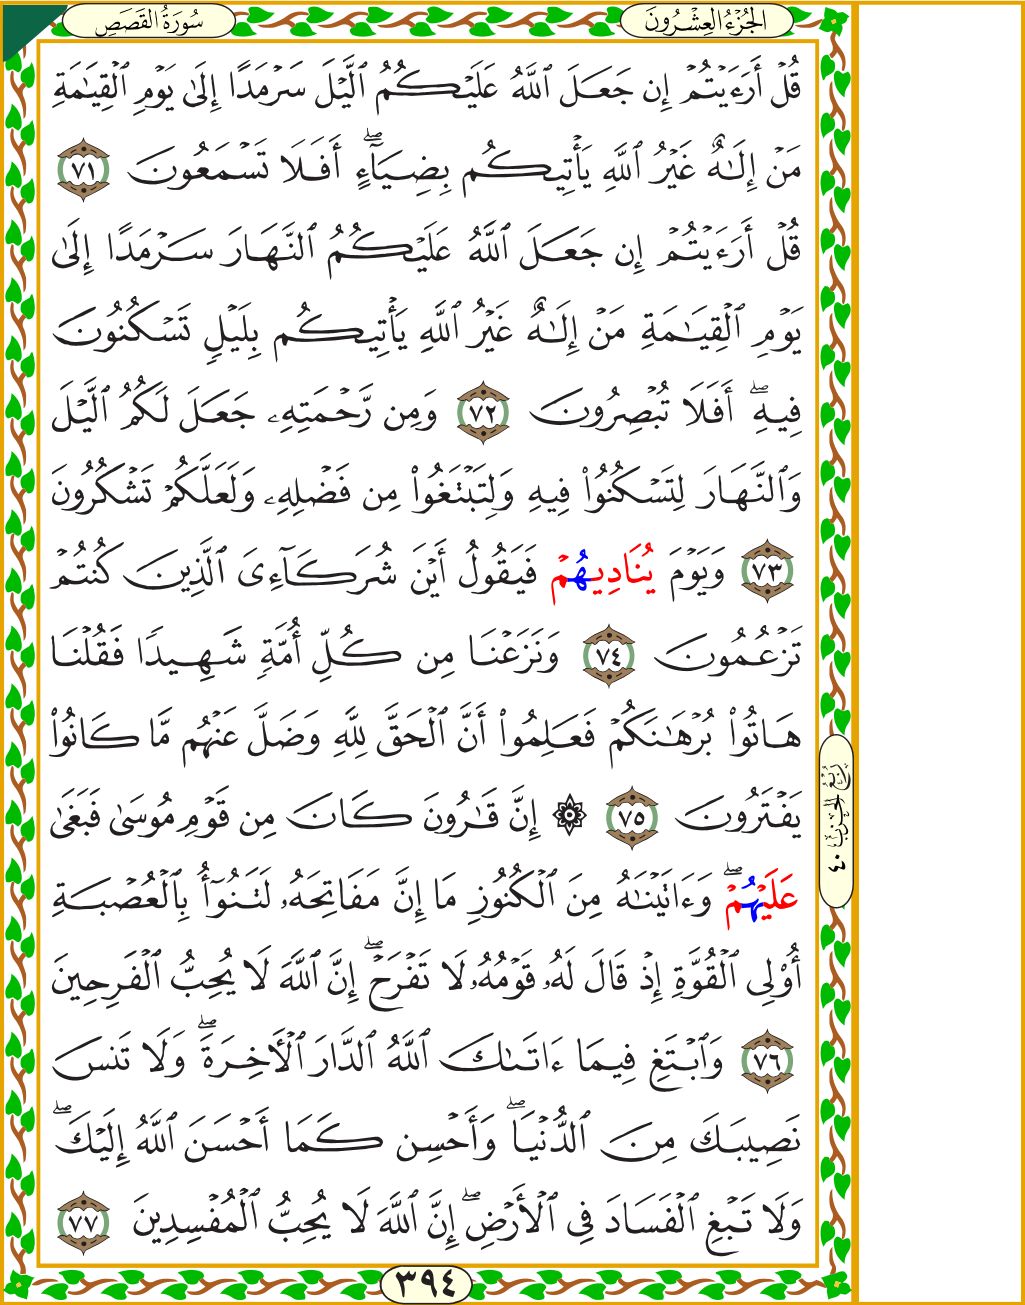 سُورَةُ القَصَصِ
الجُزْءُ العِشْرُونَ
قُلۡ أَرَءَيۡتُمۡ إِن جَعَلَ ٱللَّهُ عَلَيۡكُمُ ٱلَّيۡلَ سَرۡمَدًا إِلَىٰ يَوۡمِ ٱلۡقِيَٰمَةِ
مَنۡ إِلَٰهٌ غَيۡرُ ٱللَّهِ يَأۡتِيكُم بِضِيَآءٍۖ أَفَلَا تَسۡمَعُونَ ٧١
قُلۡ أَرَءَيۡتُمۡ إِن جَعَلَ ٱللَّهُ عَلَيۡكُمُ ٱلنَّهَارَ سَرۡمَدًا إِلَىٰ
يَوۡمِ ٱلۡقِيَٰمَةِ مَنۡ إِلَٰهٌ غَيۡرُ ٱللَّهِ يَأۡتِيكُم بِلَيۡلٖ تَسۡكُنُونَ
فِيهِۖ أَفَلَا تُبۡصِرُونَ ٧٢ وَمِن رَّحۡمَتِهِۦ جَعَلَ لَكُمُ ٱلَّيۡلَ
وَٱلنَّهَارَ لِتَسۡكُنُواْ فِيهِ وَلِتَبۡتَغُواْ مِن فَضۡلِهِۦ وَلَعَلَّكُمۡ تَشۡكُرُونَ
٧٣ وَيَوۡمَ يُنَادِيهِمۡ فَيَقُولُ أَيۡنَ شُرَكَآءِيَ ٱلَّذِينَ كُنتُمۡ
تَزۡعُمُونَ ٧٤ وَنَزَعۡنَا مِن كُلِّ أُمَّةٖ شَهِيدٗا فَقُلۡنَا
هَاتُواْ بُرۡهَٰنَكُمۡ فَعَلِمُوٓاْ أَنَّ ٱلۡحَقَّ لِلَّهِ وَضَلَّ عَنۡهُم مَّا كَانُواْ
يَفۡتَرُونَ ٧٥ ۞ إِنَّ قَٰرُونَ كَانَ مِن قَوۡمِ مُوسَىٰ فَبَغَىٰ
عَلَيۡهُمۡۖ وَءَاتَيۡنَٰهُ مِنَ ٱلۡكُنُوزِ مَآ إِنَّ مَفَاتِحَهُۥ لَتَنُوٓأُ بِٱلۡعُصۡبَةِ
أُوْلِي ٱلۡقُوَّةِ إِذۡ قَالَ لَهُۥ قَوۡمُهُۥ لَا تَفۡرَحۡۖ إِنَّ ٱللَّهَ لَا يُحِبُّ ٱلۡفَرِحِينَ
٧٦ وَٱبۡتَغِ فِيمَآ ءَاتَىٰكَ ٱللَّهُ ٱلدَّارَ ٱلۡأٓخِرَةَۖ وَلَا تَنسَ
نَصِيبَكَ مِنَ ٱلدُّنۡيَاۖ وَأَحۡسِن كَمَآ أَحۡسَنَ ٱللَّهُ إِلَيۡكَۖ
وَلَا تَبۡغِ ٱلۡفَسَادَ فِي ٱلۡأَرۡضِۖ إِنَّ ٱللَّهَ لَا يُحِبُّ ٱلۡمُفۡسِدِينَ ٧٧
رُبْعُ الحِزْبِ ٤٠
٣٩٤